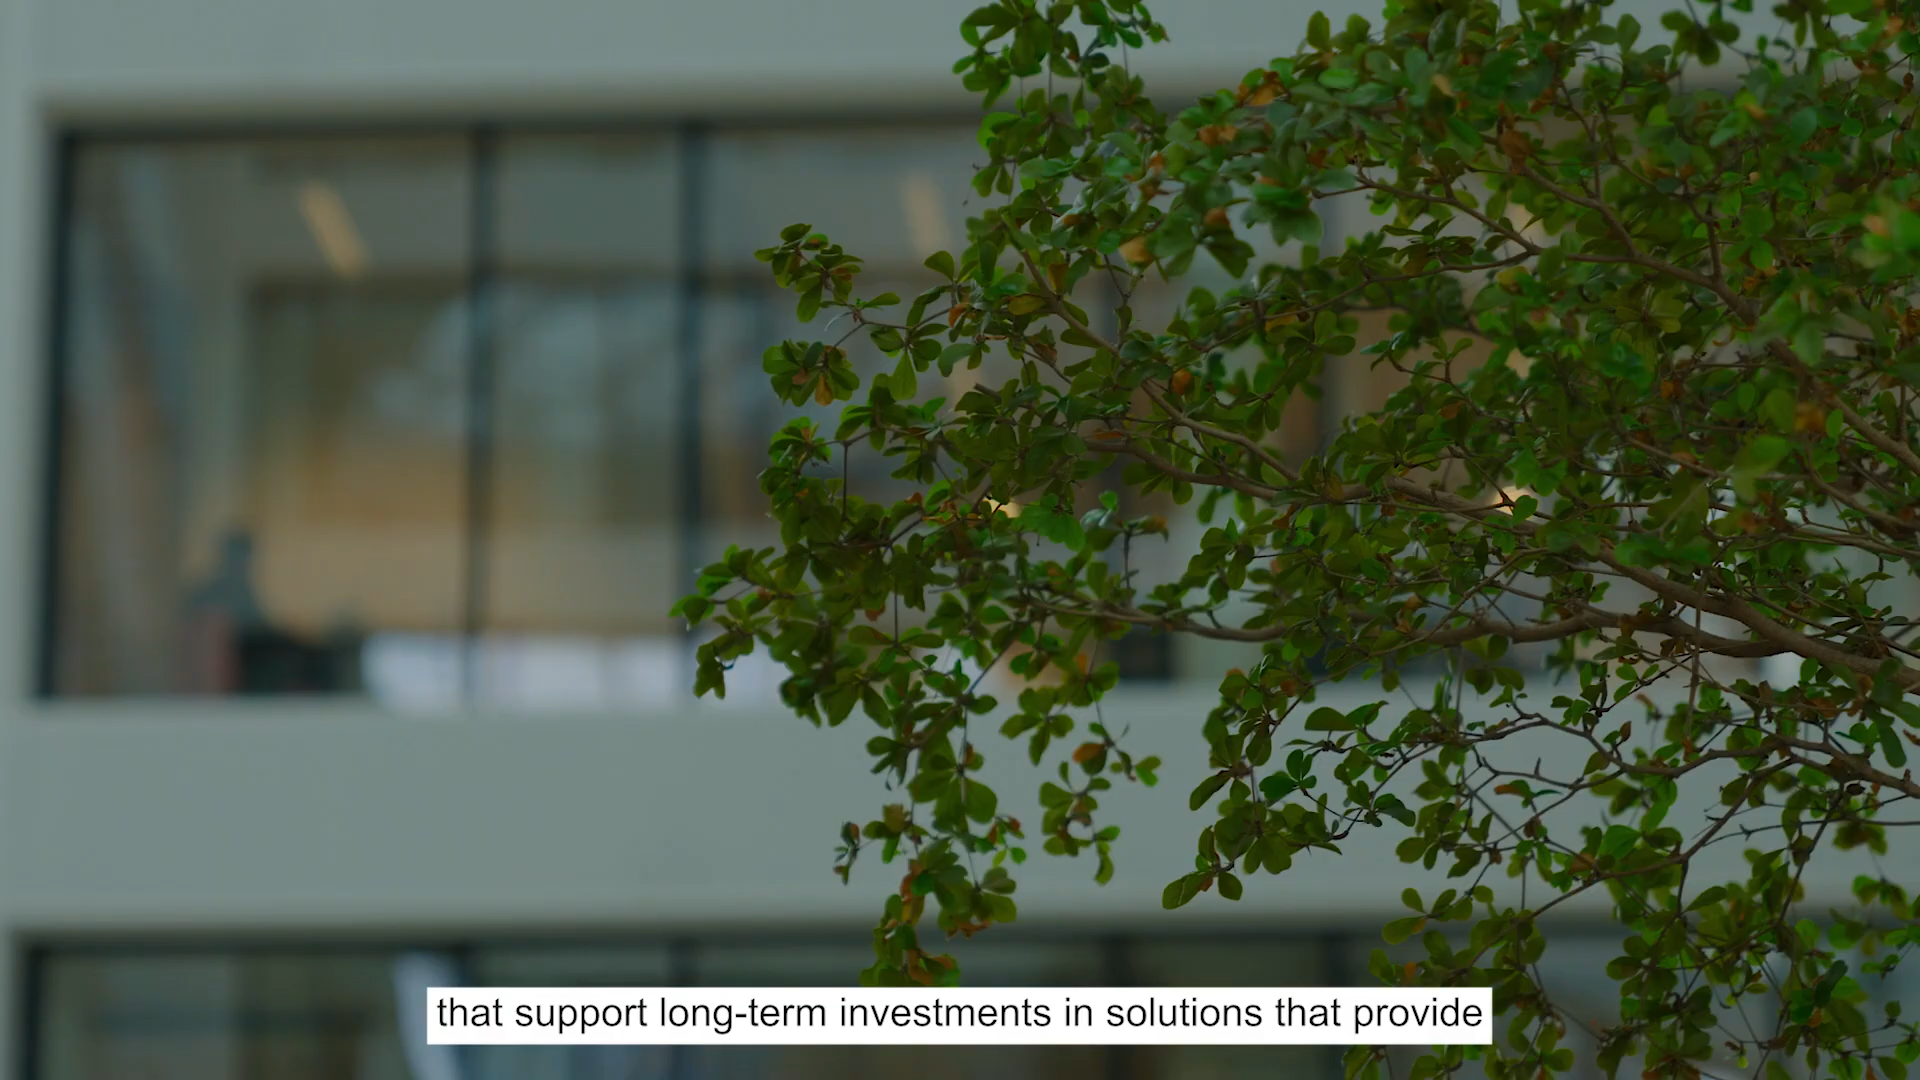 that support long-term investments in solutions that provide